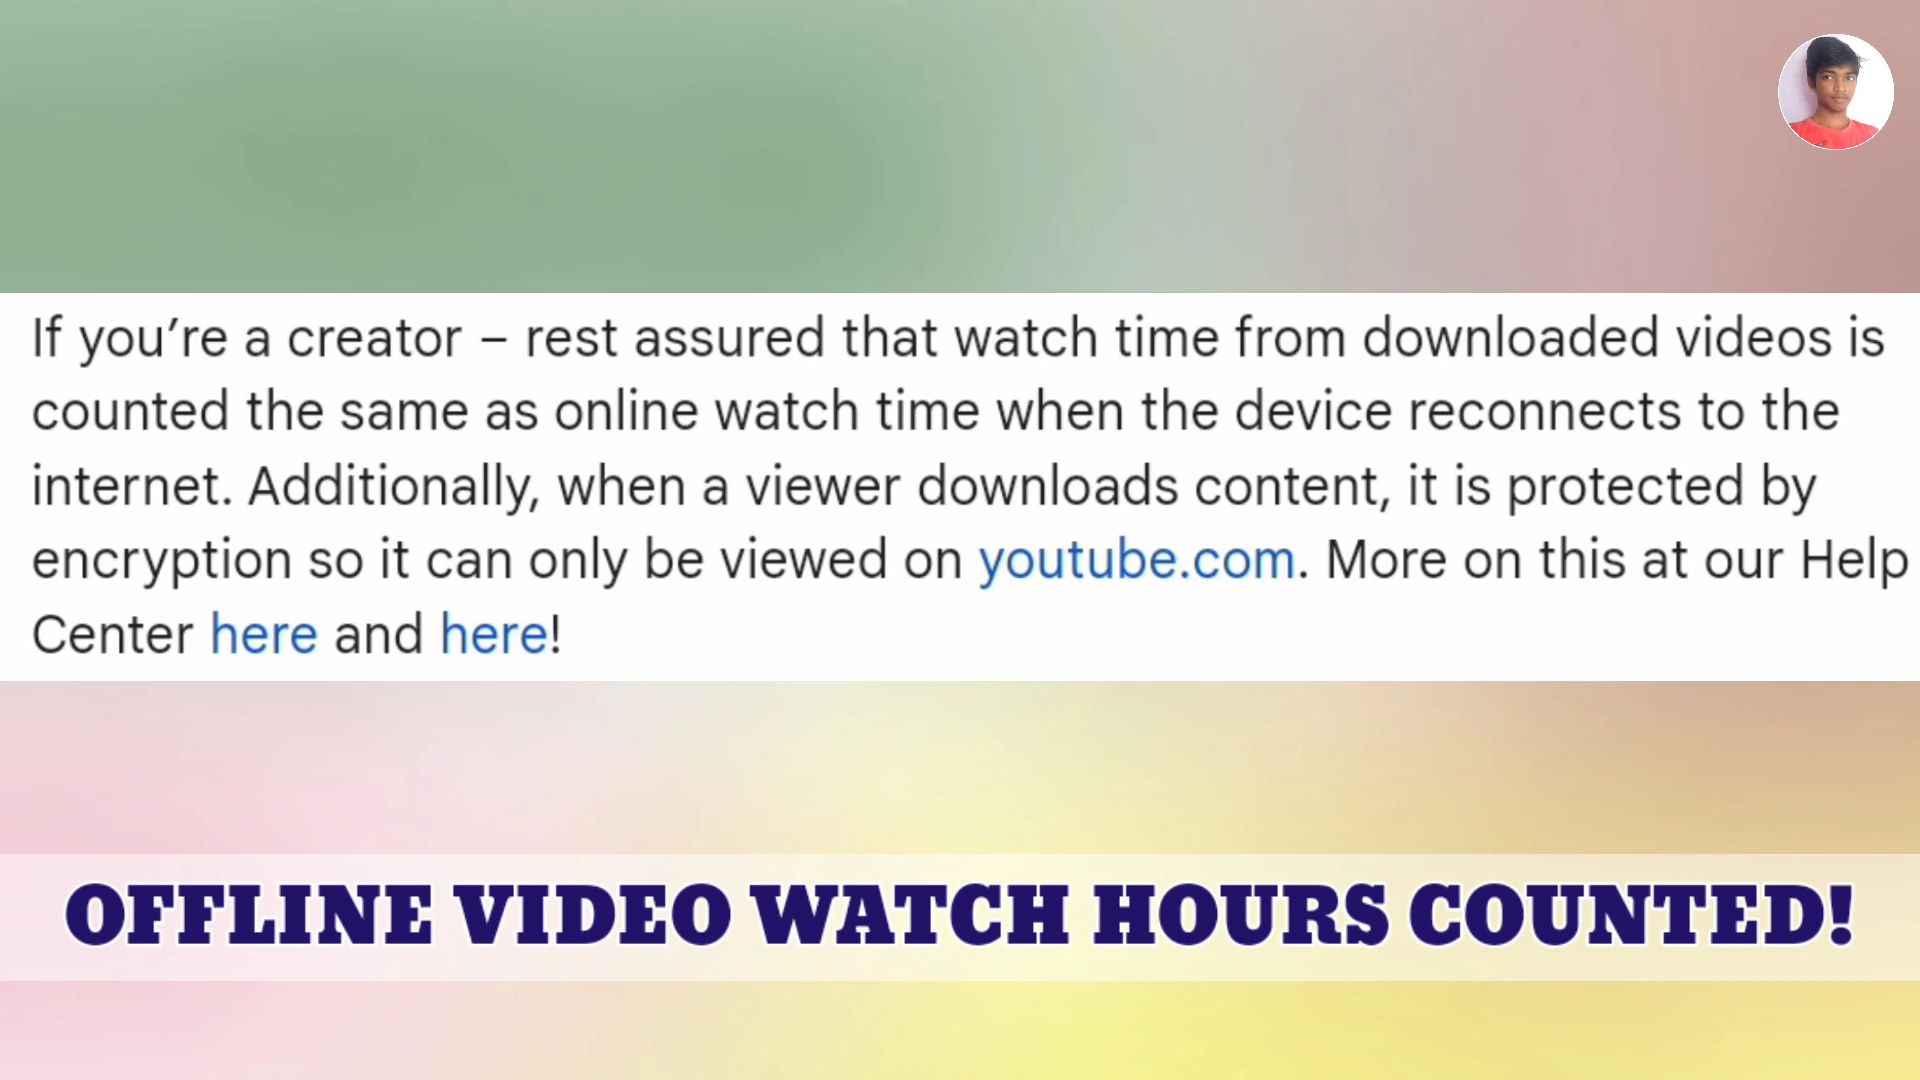 If you’re a creator – rest assured that watch time from downloaded videos is
counted the same as online watch time when the device reconnects to the
internet. Additionally, when a viewer downloads content, it is protected by
encryption so it can only be viewed on youtube.com. More on this at our Help
Center here and here!
OFFLINE VIDEO WATCH HOURS COUNTED!